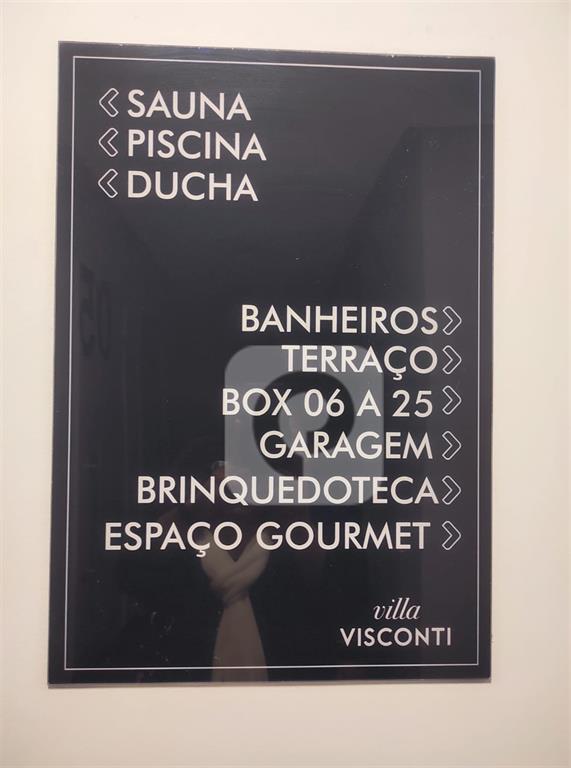 SAUNA
PISCINA
DUCHA
BANHEIROS
TERRAÇO
BOX 06 A 25
GARAGEM
BRINQUEDOTECA
ESPAÇO GOURMET
villa
VISCONTI